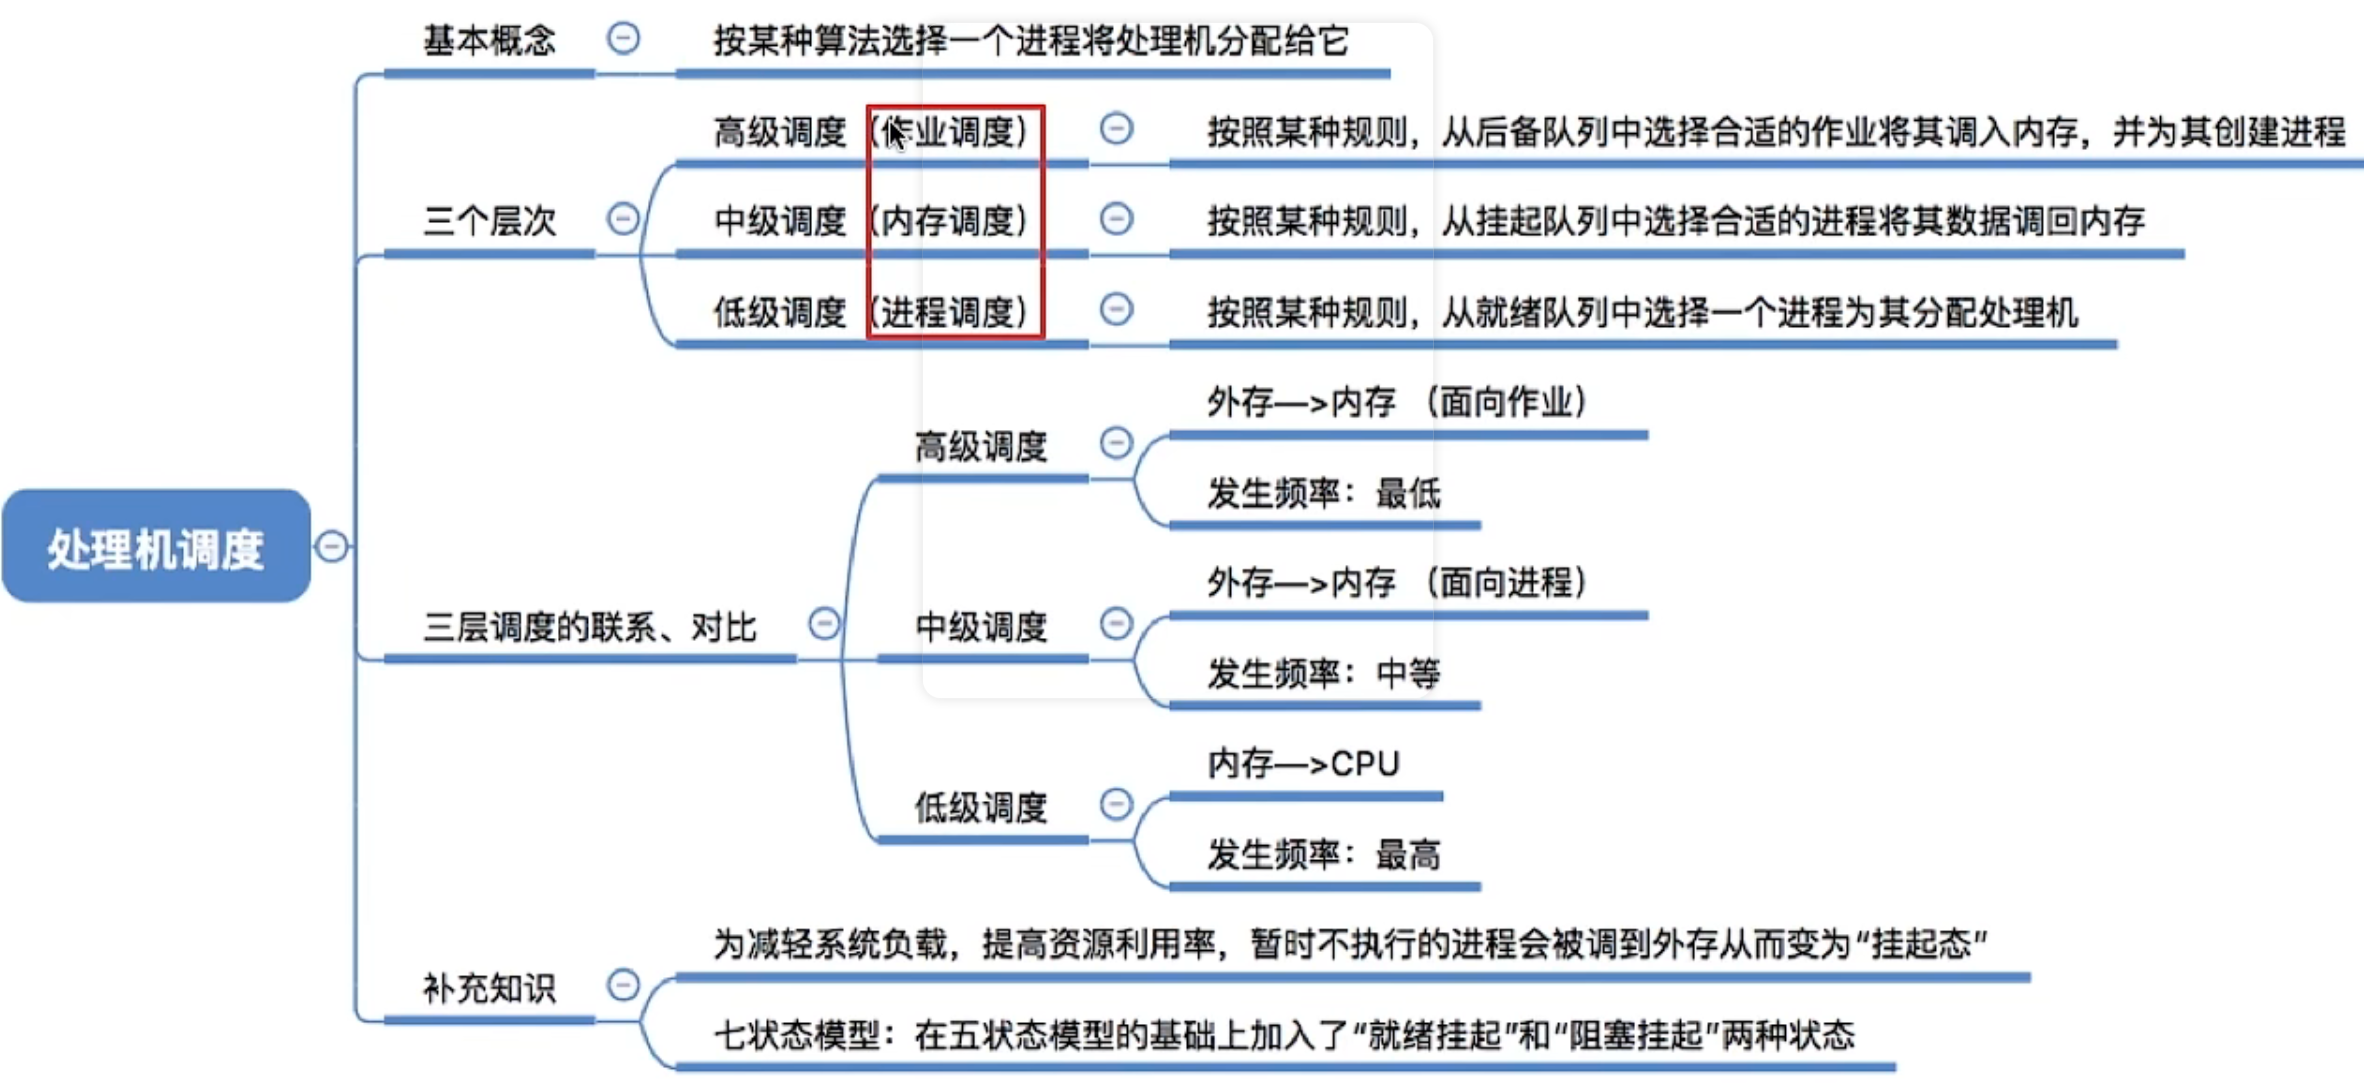 处理机调度
基本概念
按某种算法选择一个进程将处理机分配给它
三个层次
高级调度（作业调度）
按照某种规则，从后备队列中选择合适的作业将其调入内存，并为其创建进程
中级调度（内存调度）
按照某种规则，从挂起队列中选择合适的进程将其数据调回内存
低级调度（进程调度）
按照某种规则，从就绪队列中选择一个进程为其分配处理机
三层调度的联系、对比
高级调度
外存—>内存 （面向作业）
发生频率：最低
中级调度
外存—>内存 （面向进程）
发生频率：中等
低级调度
内存—>CPU
发生频率：最高
补充知识
为减轻系统负载，提高资源利用率，暂时不执行的进程会被调到外存从而变为“挂起态”
七状态模型：在五状态模型的基础上加入了“就绪挂起”和“阻塞挂起”两种状态